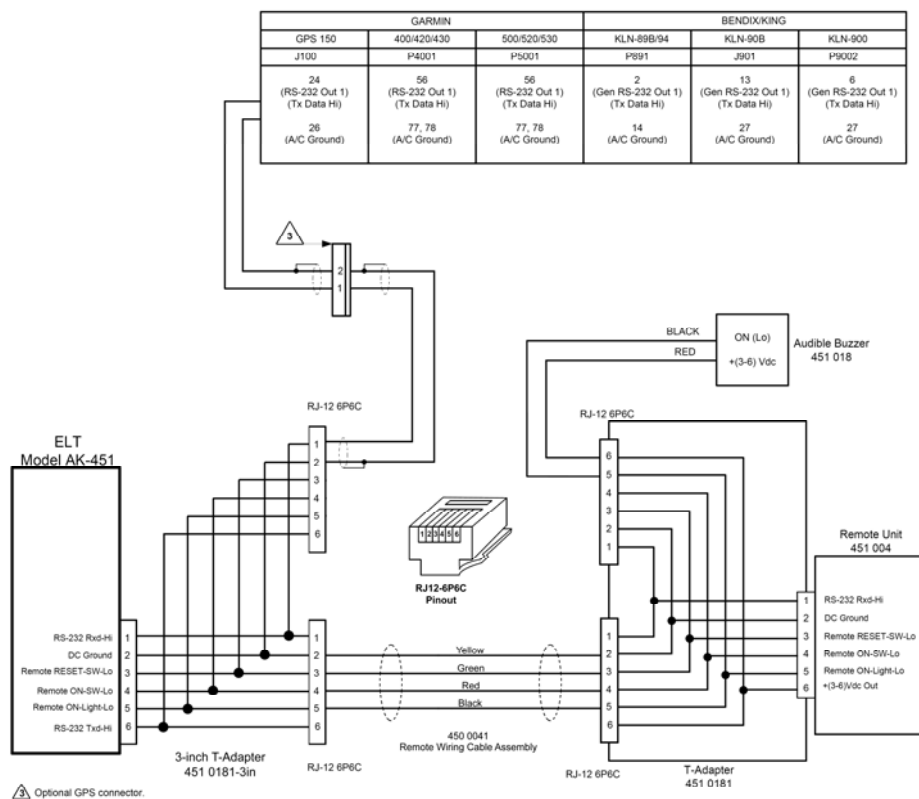 GARMIN BENDIX/KING
GPS 150 400/420/430 500/520/530 KLN-89B/94 KLN-90B KLN-900
J100 P4001 P5001 P891 J901 P9002
24 56 56 2 13 6
(RS-232 Out 1) (RS-232 Out 1) (RS-232 Out 1) (Gen RS-232 Out 1) (Gen RS-232 Out 1) (Gen RS-232 Out 1)
(Tx Data Hi) (Tx Data Hi) (Tx Data Hi) (Tx Data Hi) (Tx Data Hi) (Tx Data Hi)
26 77, 78 77, 78 14 27 27
(A/C Ground) (A/C Ground) (A/C Ground) (A/C Ground) (A/C Ground) (A/C Ground)
3
2
1
BLACK
RED
ON (Lo)
+(3-6) Vdc
Audible Buzzer
451 018
RJ-12 6P6C
1
2
3
4
5
6
RJ-12 6P6C
6
5
4
3
2
1
ELT
Model AK-451
1 2 3 4 5 6
RJ12-6P6C
Pinout
Remote Unit
451 004
1 RS-232 Rxd-Hi
2 DC Ground
3 Remote RESET-SW-Lo
4 Remote ON-SW-Lo
5 Remote ON-Light-Lo
6 +(3-6)Vdc Out
RS-232 Rxd-Hi 1
DC Ground 2
Remote RESET-SW-Lo 3
Remote ON-SW-Lo 4
Remote ON-Light-Lo 5
RS-232 Txd-Hi 6
1
2
3
4
5
6
Yellow
Green
Red
Black
1
2
3
4
5
6
3-inch T-Adapter
451 0181-3in
RJ-12 6P6C
450 0041
Remote Wiring Cable Assembly
RJ-12 6P6C
T-Adapter
451 0181
3 Optional GPS connector.